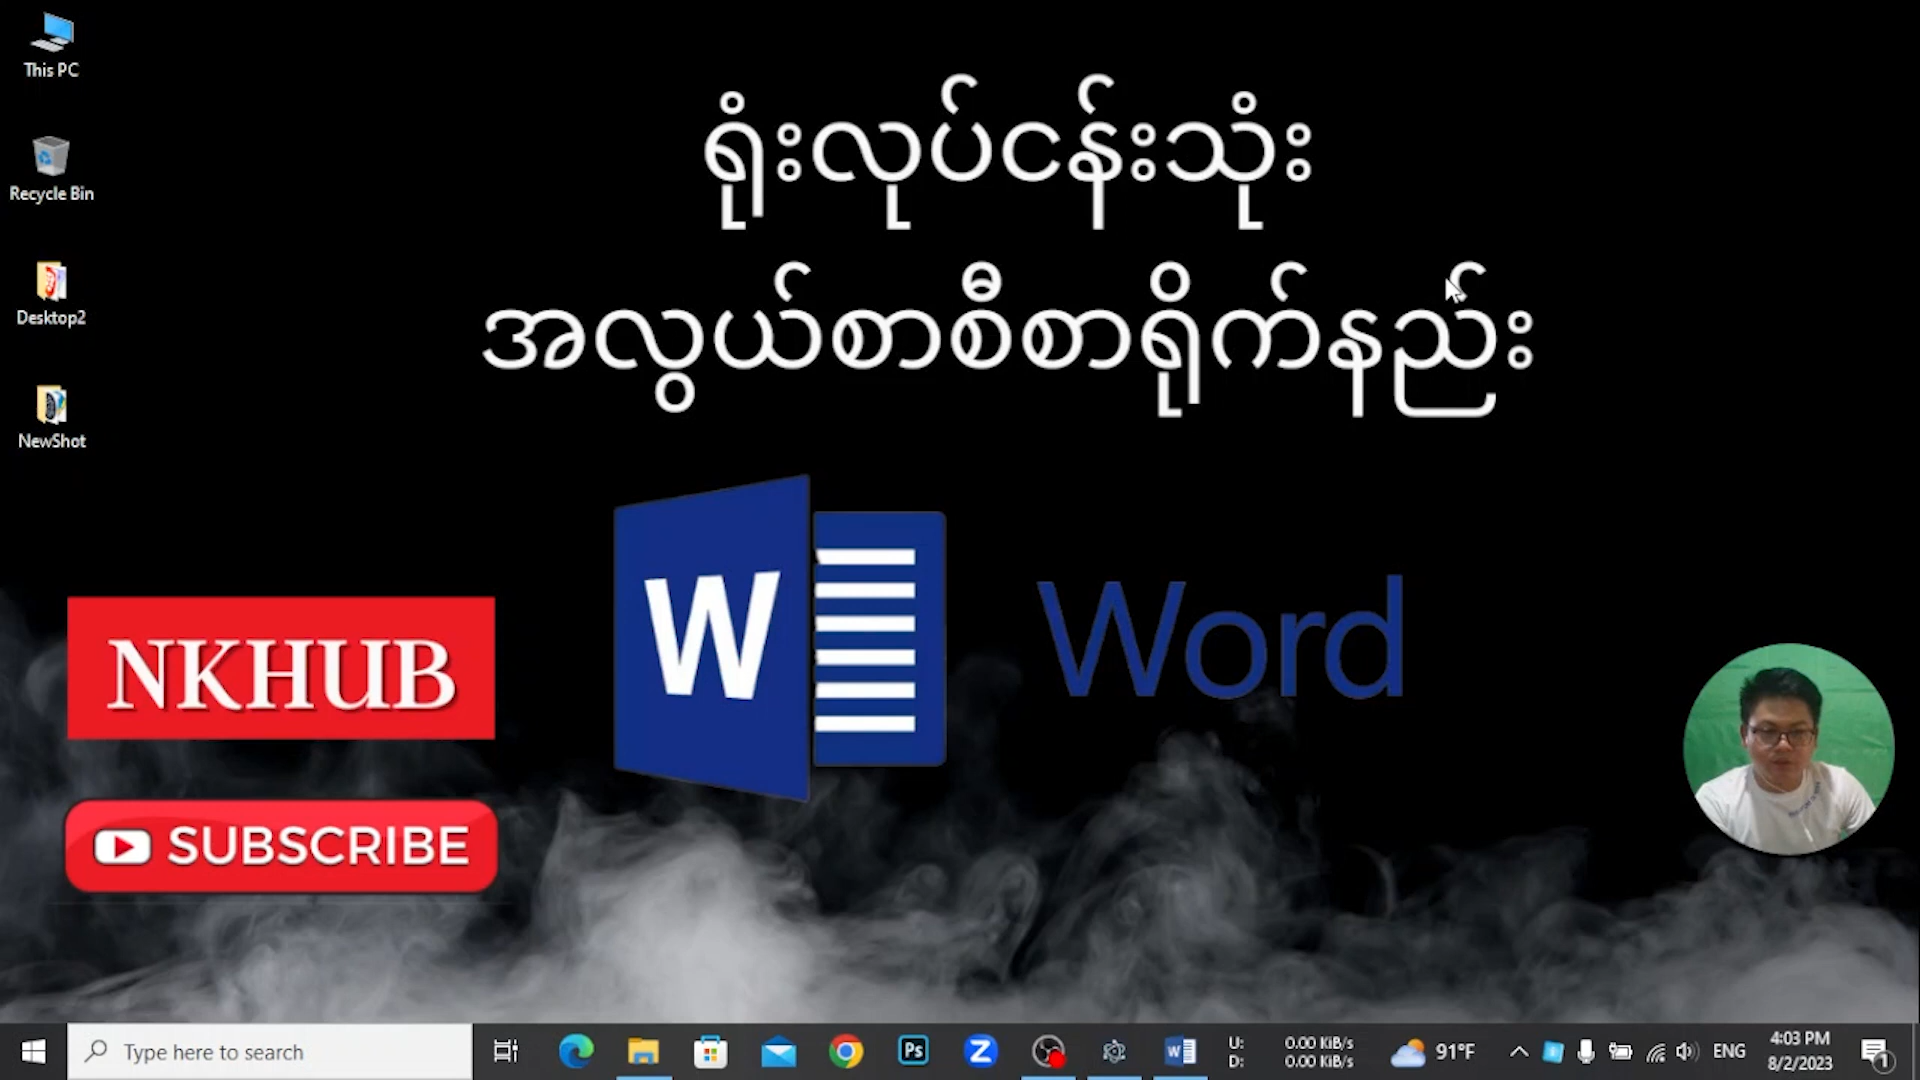 This PC
Recycle Bin
Desktop2
NewShot
ရုံးလုပ်ငန်းသုံး
အလွယ်စာစီစာရိုက်နည်း
W
Word
NKHUB
SUBSCRIBE
Type here to search
Ps
Z
W
U: 0.00 KiB/s
D: 0.00 KiB/s
91°F
ENG
4:03 PM
8/2/2023
1